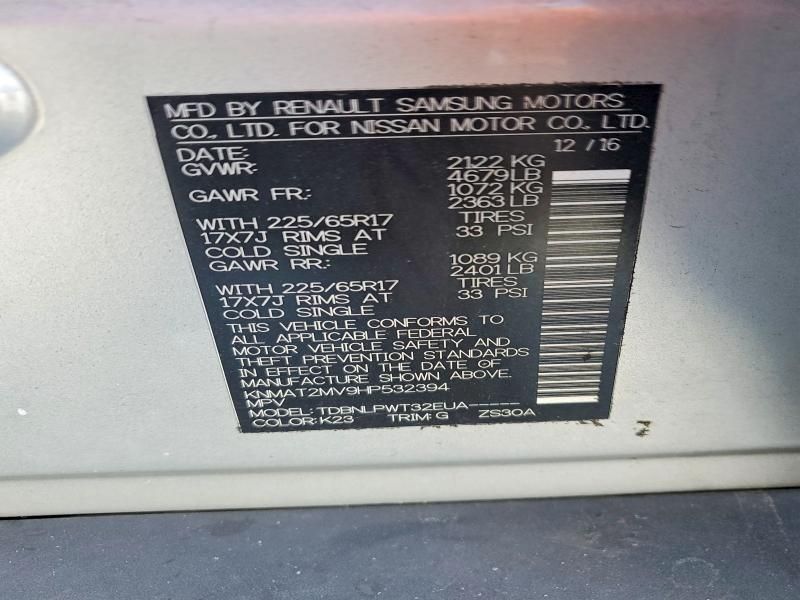 MFD BY RENAULT SAMSUNG MOTORS
CO., LTD. FOR NISSAN MOTOR CO., LTD.
DATE: 12 / 16
GVWR: 2122 KG
4679 LB
GAWR FR.: 1072 KG
2363 LB
WITH 225/65R17 TIRES
17X7J RIMS AT 33 PSI
COLD SINGLE
GAWR RR.: 1089 KG
2401 LB
WITH 225/65R17 TIRES
17X7J RIMS AT 33 PSI
COLD SINGLE
THIS VEHICLE CONFORMS TO
ALL APPLICABLE FEDERAL
MOTOR VEHICLE SAFETY AND
THEFT PREVENTION STANDARDS
IN EFFECT ON THE DATE OF
MANUFACTURE SHOWN ABOVE.
KNMAT2MV9HP532394
MPV
MODEL: TDBNLPWT32EUA-----
COLOR: K23 TRIM: G ZS30A